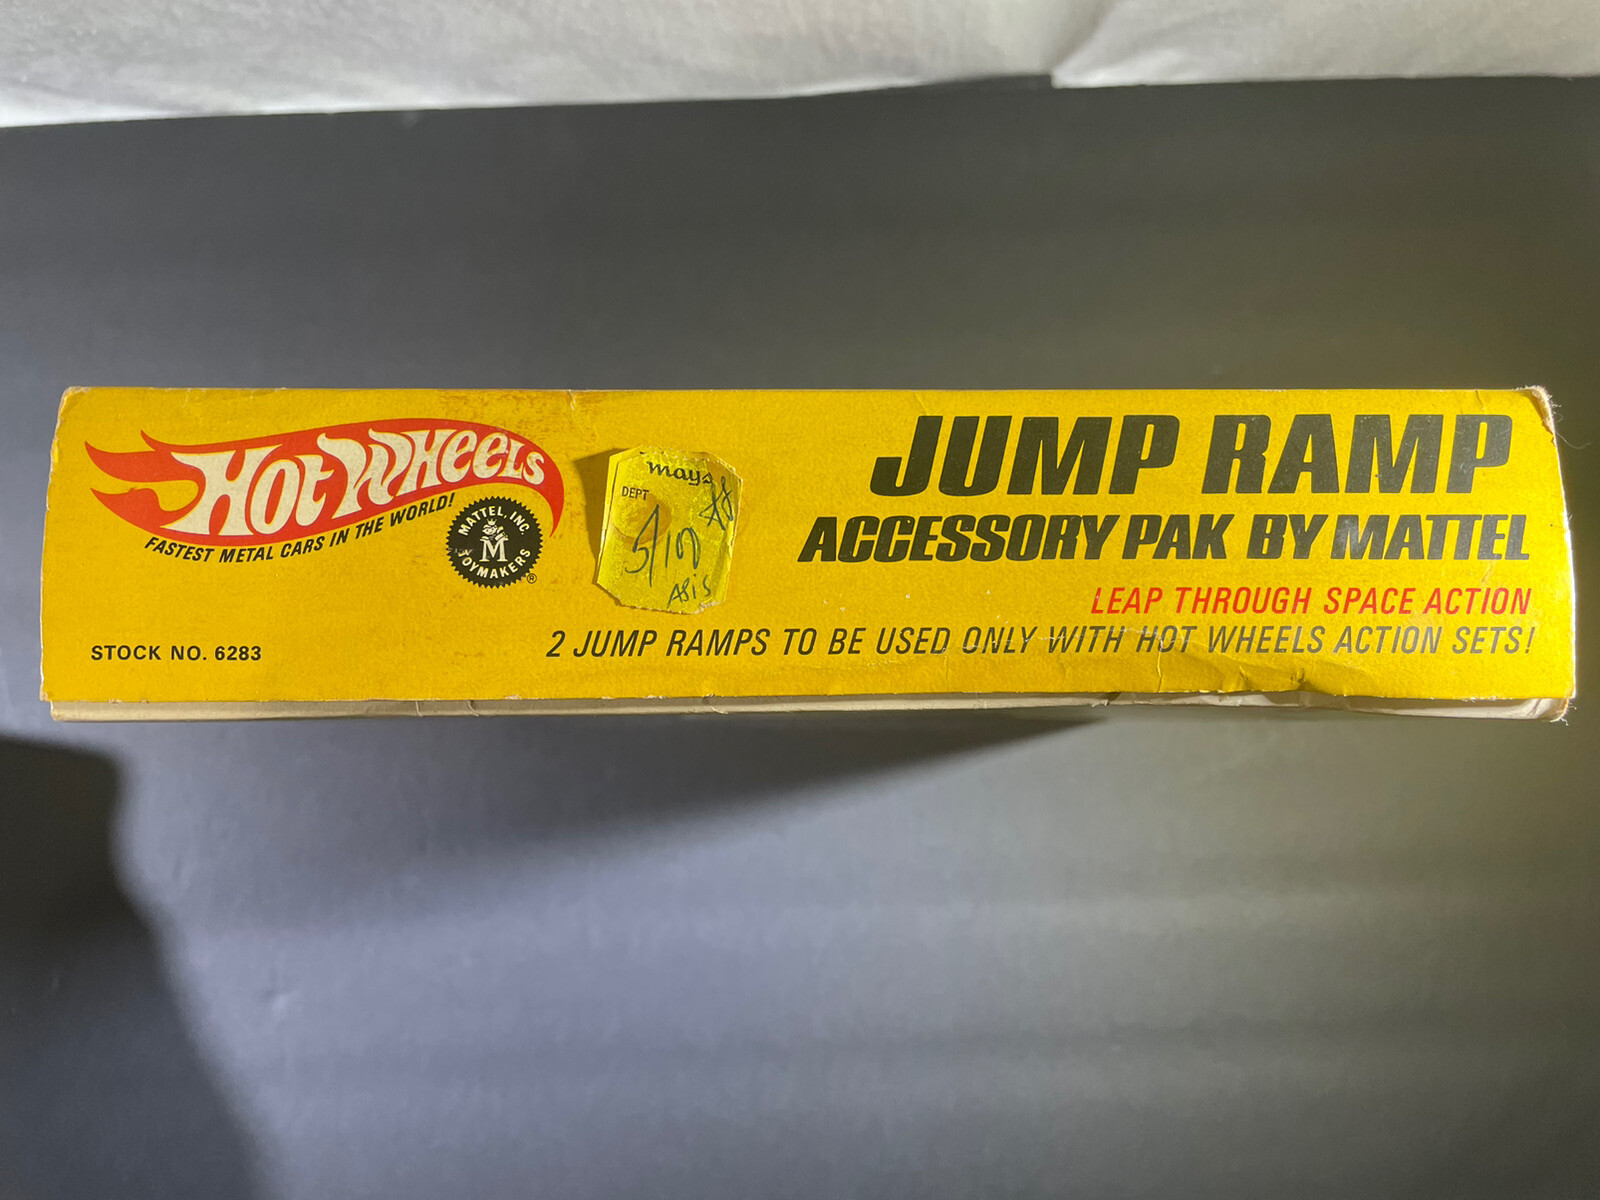 HOT WHEELS
FASTEST METAL CARS IN THE WORLD!
MATTEL, INC.
M
TOYMAKERS
®
STOCK NO. 6283
mays
DEPT
JUMP RAMP
ACCESSORY PAK BY MATTEL
LEAP THROUGH SPACE ACTION
2 JUMP RAMPS TO BE USED ONLY WITH HOT WHEELS ACTION SETS!